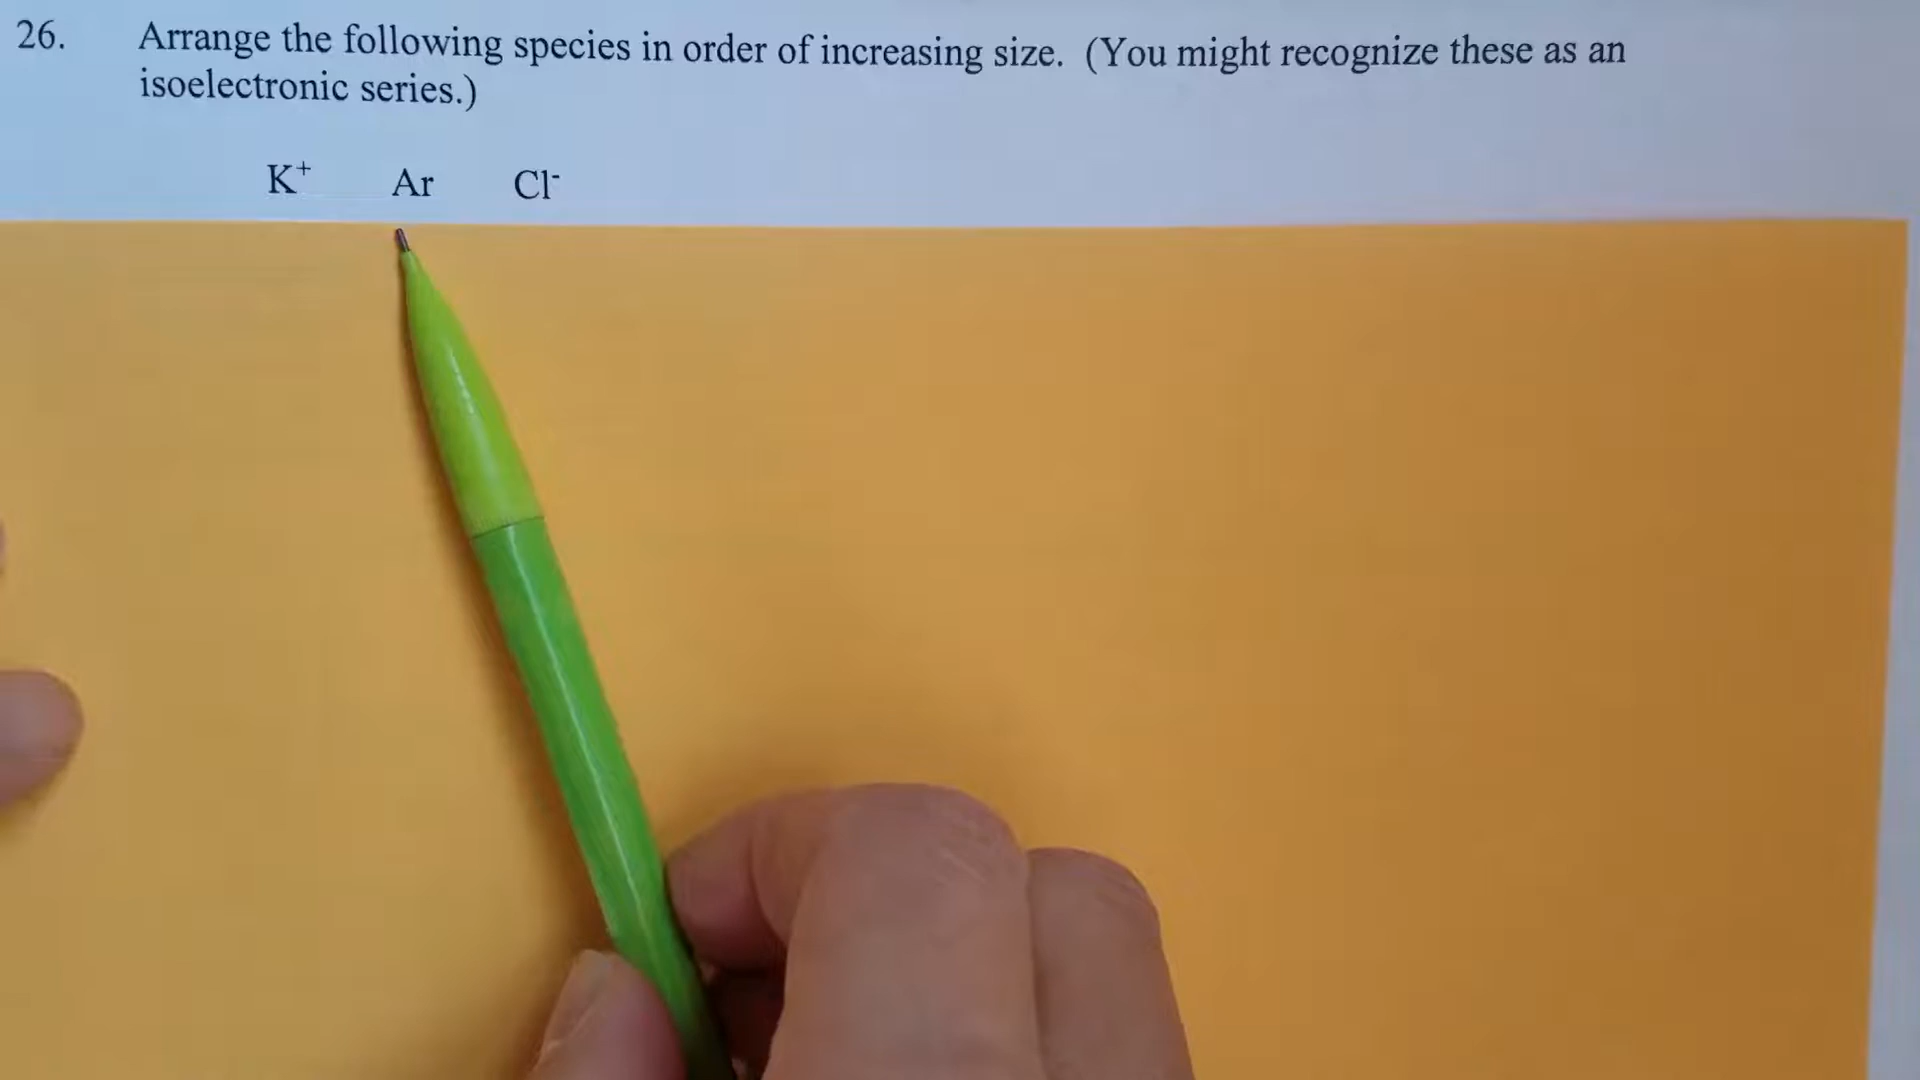 26. Arrange the following species in order of increasing size. (You might recognize these as an
isoelectronic series.)
K⁺ Ar Cl⁻